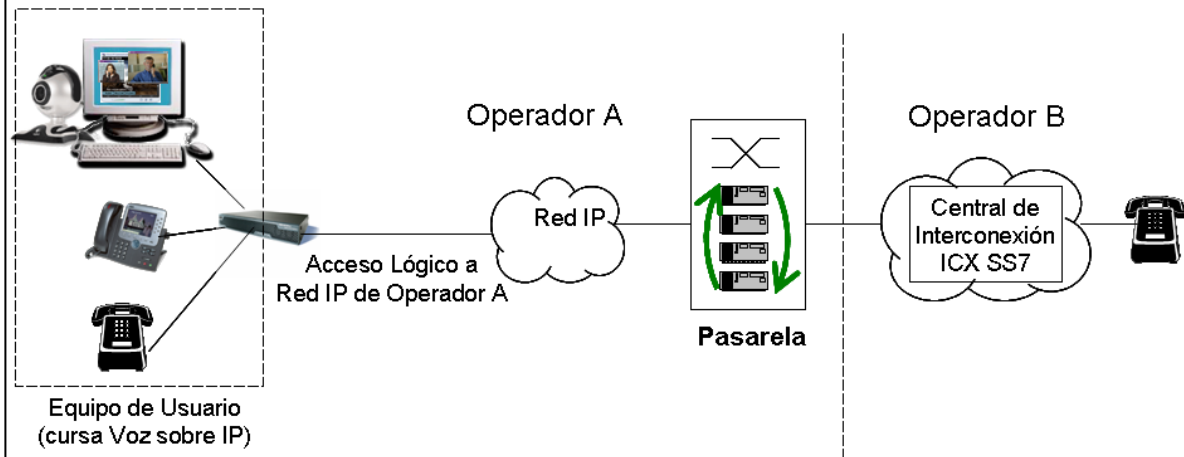 Operador A
Operador B
Red IP
Central de
Interconexión
ICX SS7
Acceso Lógico a
Red IP de Operador A
Pasarela
Equipo de Usuario
(cursa Voz sobre IP)